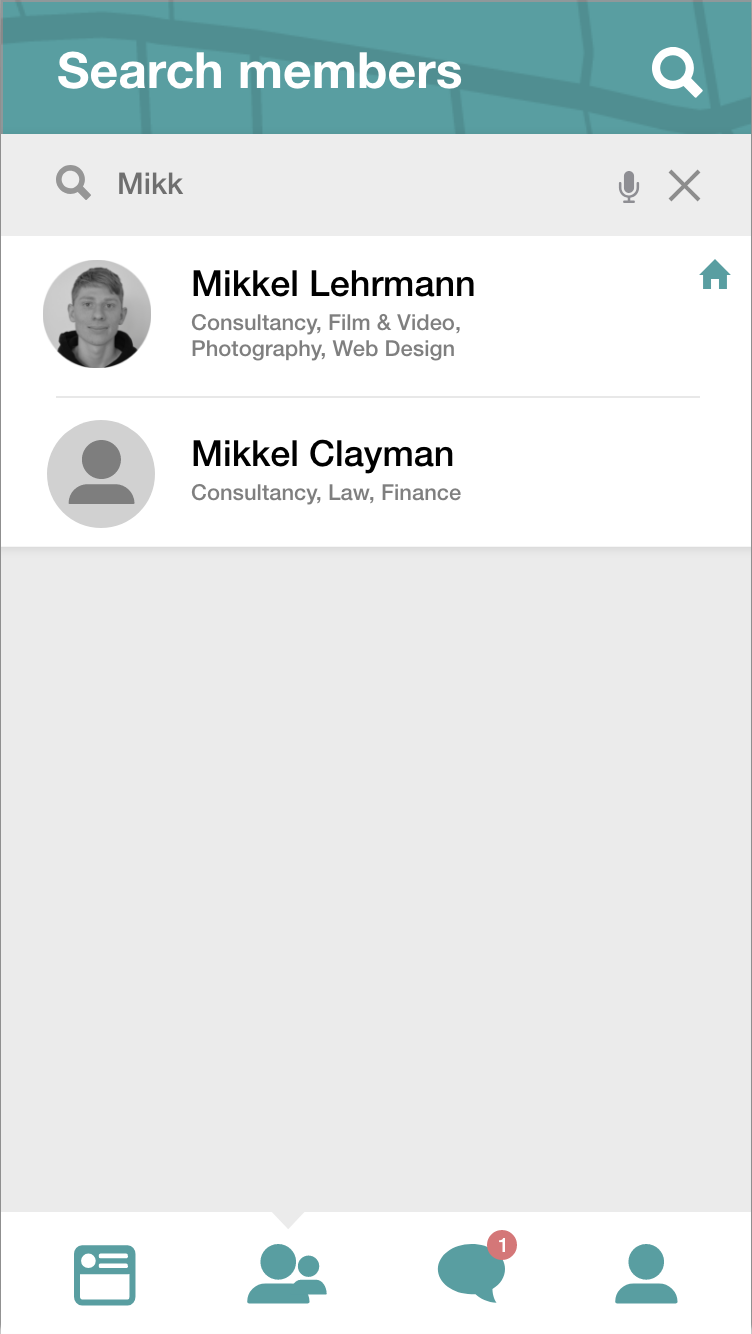 Search members
Mikk
Mikkel Lehrmann
Consultancy, Film & Video,
Photography, Web Design
Mikkel Clayman
Consultancy, Law, Finance
1